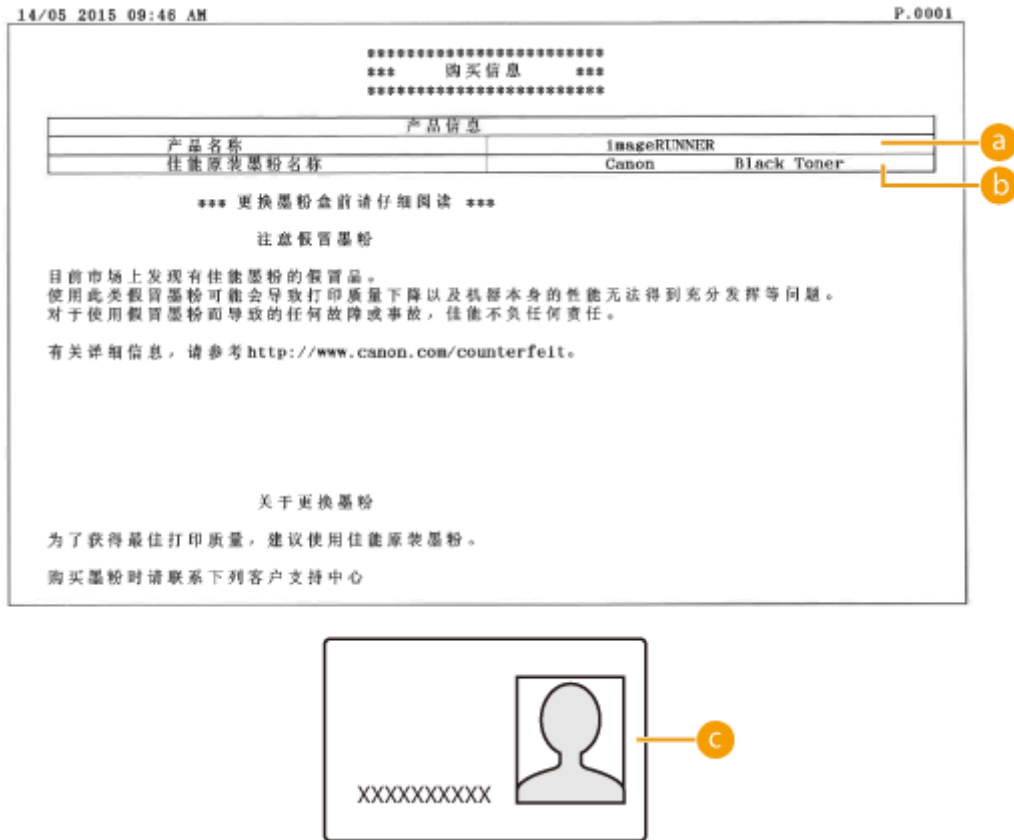 14/05 2015 09:46 AM P.0001
************************
*** 购买信息 ***
************************
产品信息
产品名称 imageRUNNER
a
佳能原装墨粉名称 Canon Black Toner
b
*** 更换墨粉盒前请仔细阅读 ***
注意假冒墨粉
目前市场上发现有佳能墨粉的假冒品。
使用此类假冒墨粉可能会导致打印质量下降以及机器本身的性能无法得到充分发挥等问题。
对于使用假冒墨粉而导致的任何故障或事故，佳能不负任何责任。
有关详细信息，请参考http://www.canon.com/counterfeit。
关于更换墨粉
为了获得最佳打印质量，建议使用佳能原装墨粉。
购买墨粉时请联系下列客户支持中心
c
XXXXXXXXXX